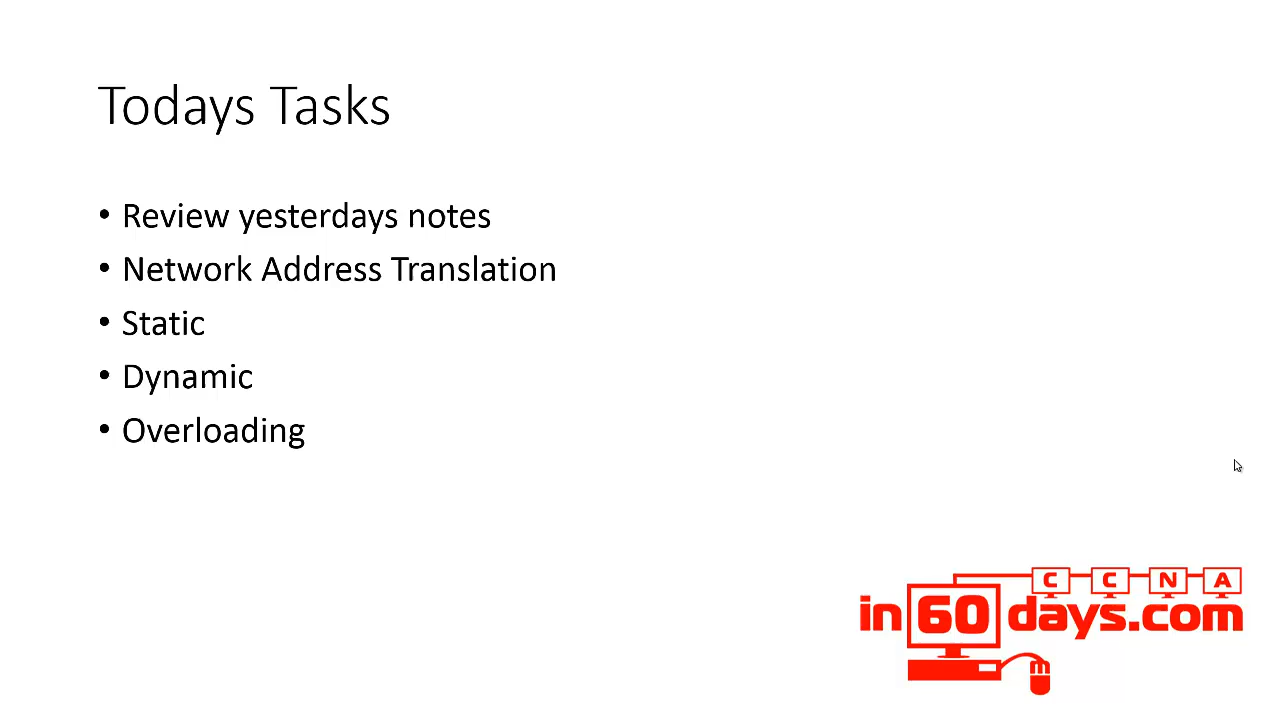 Todays Tasks
• Review yesterdays notes
• Network Address Translation
• Static
• Dynamic
• Overloading
C C N A
in 60 days.com